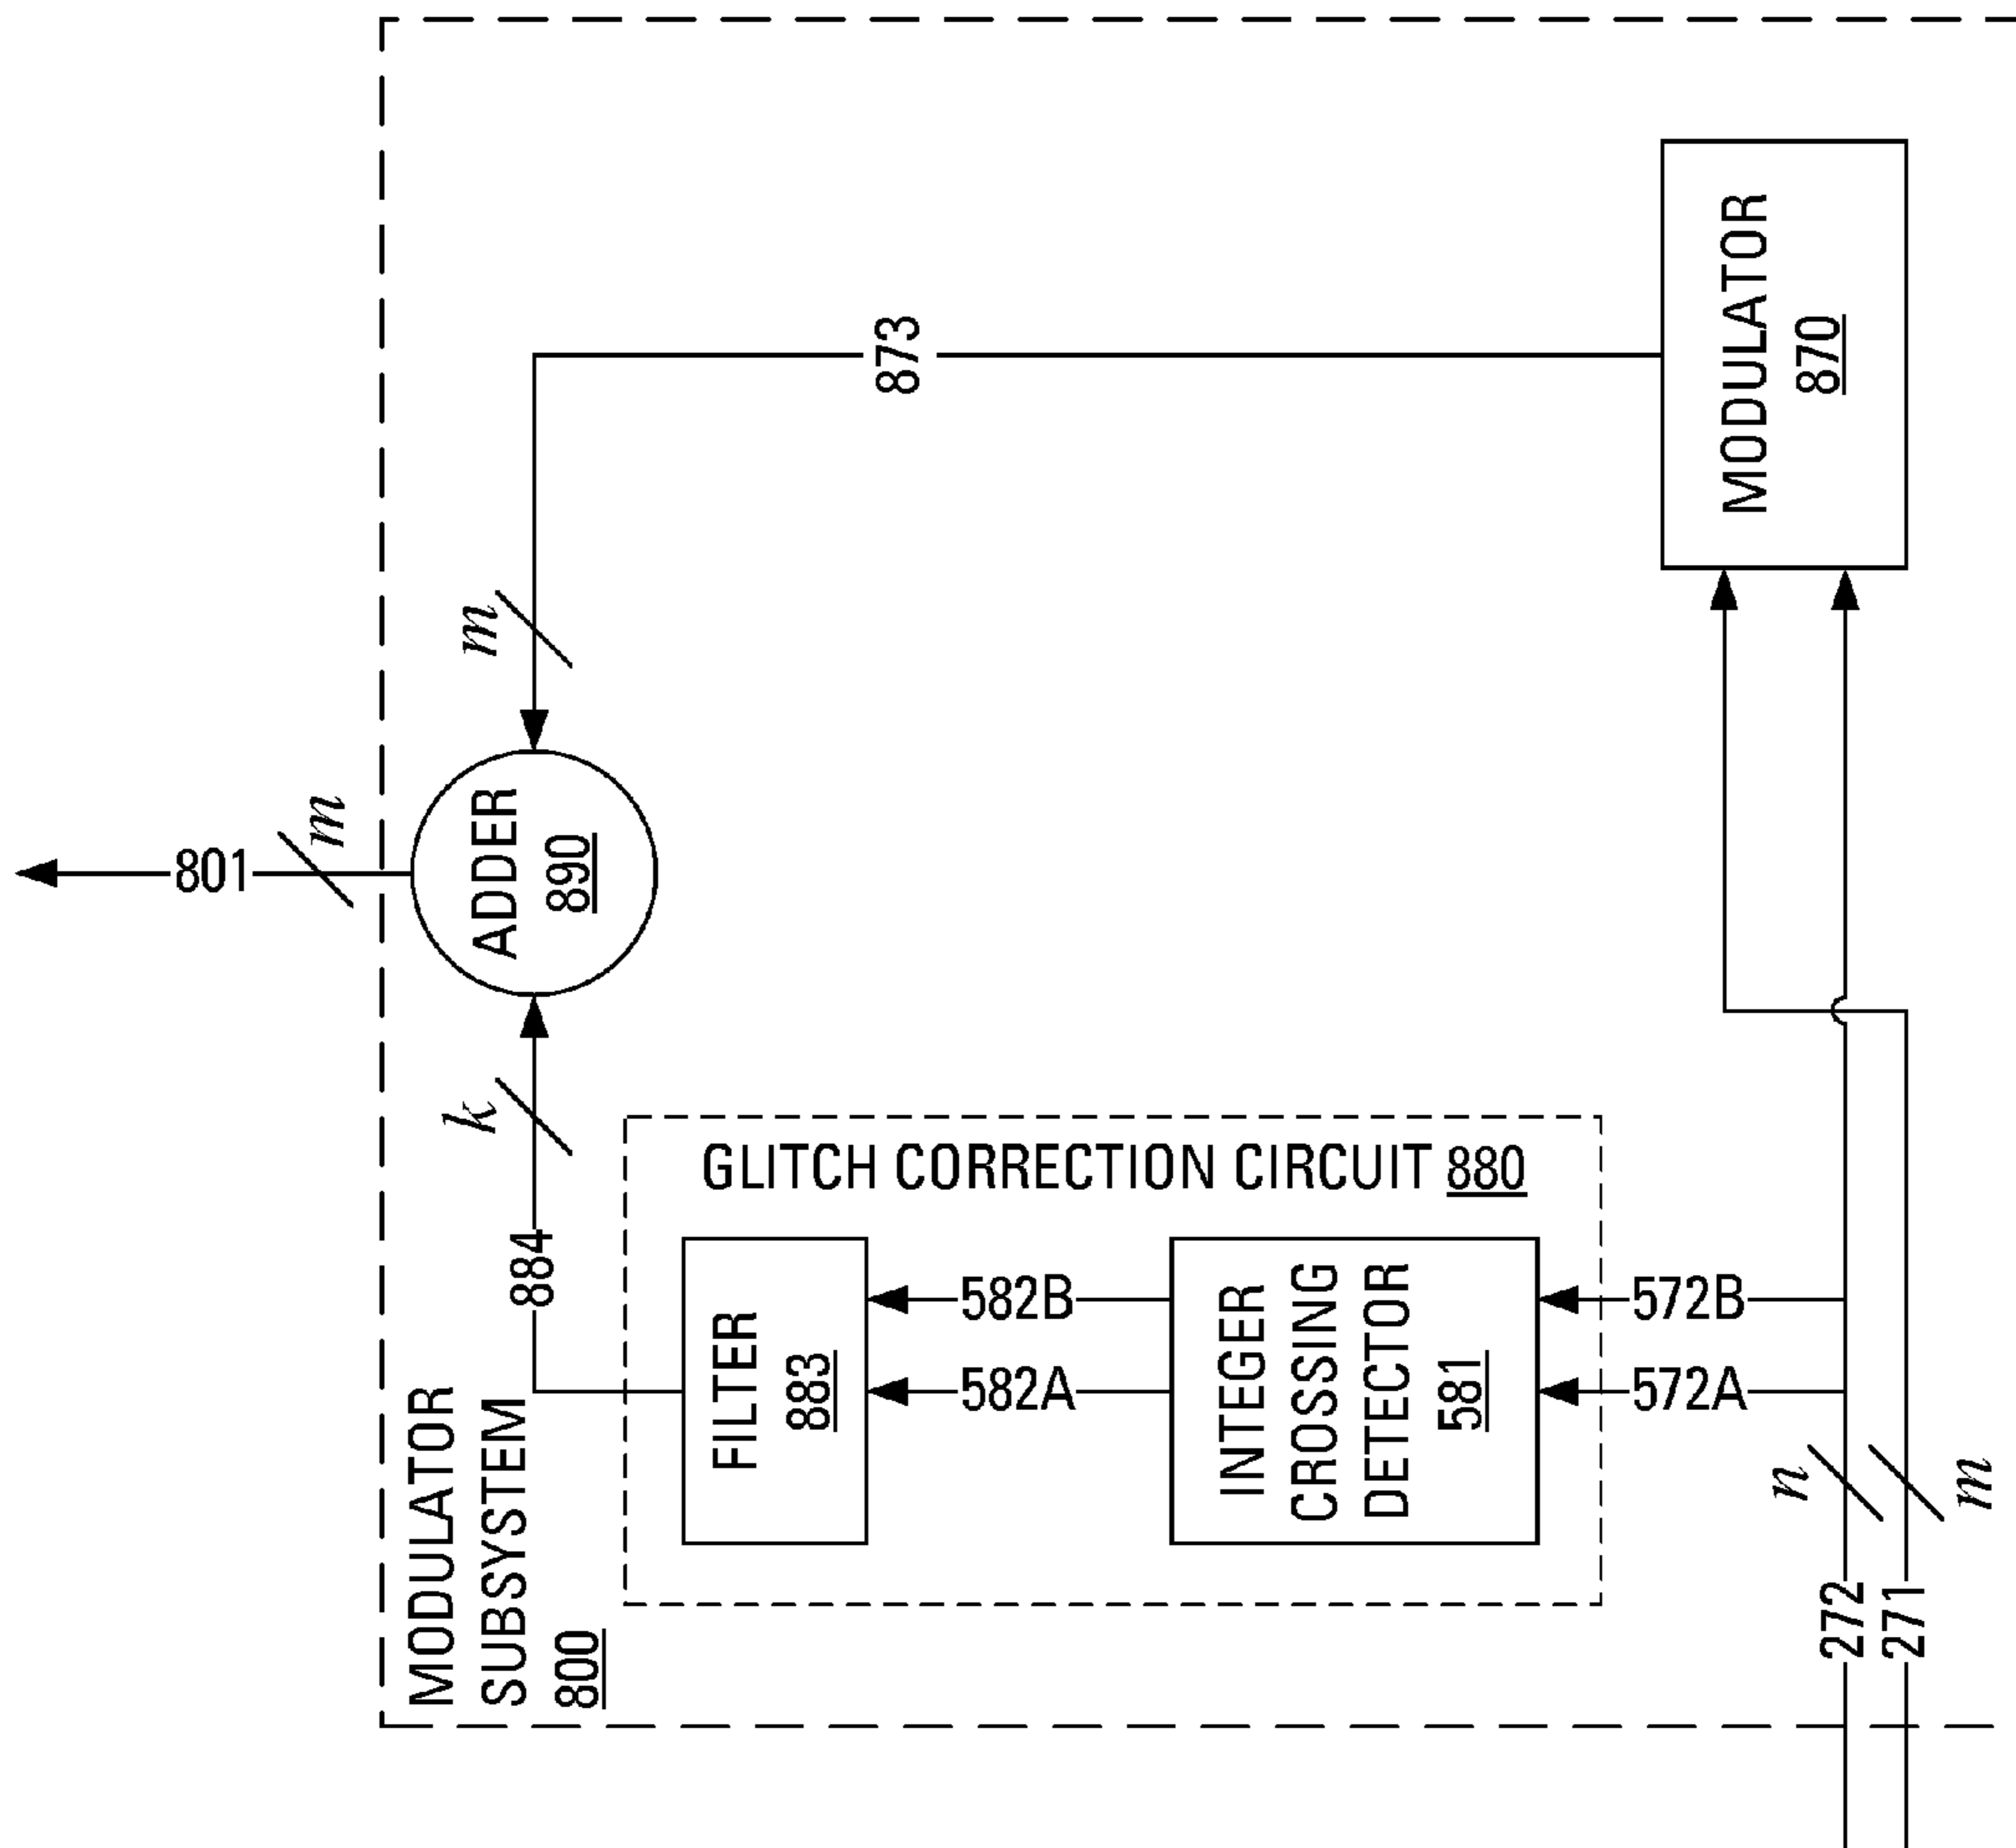 801
m
ADDER
890
m
873
MODULATOR
870
k
884
GLITCH CORRECTION CIRCUIT 880
FILTER
883
582B
582A
INTEGER
CROSSING
DETECTOR
581
572B
572A
MODULATOR
SUBSYSTEM
800
n
m
272
271